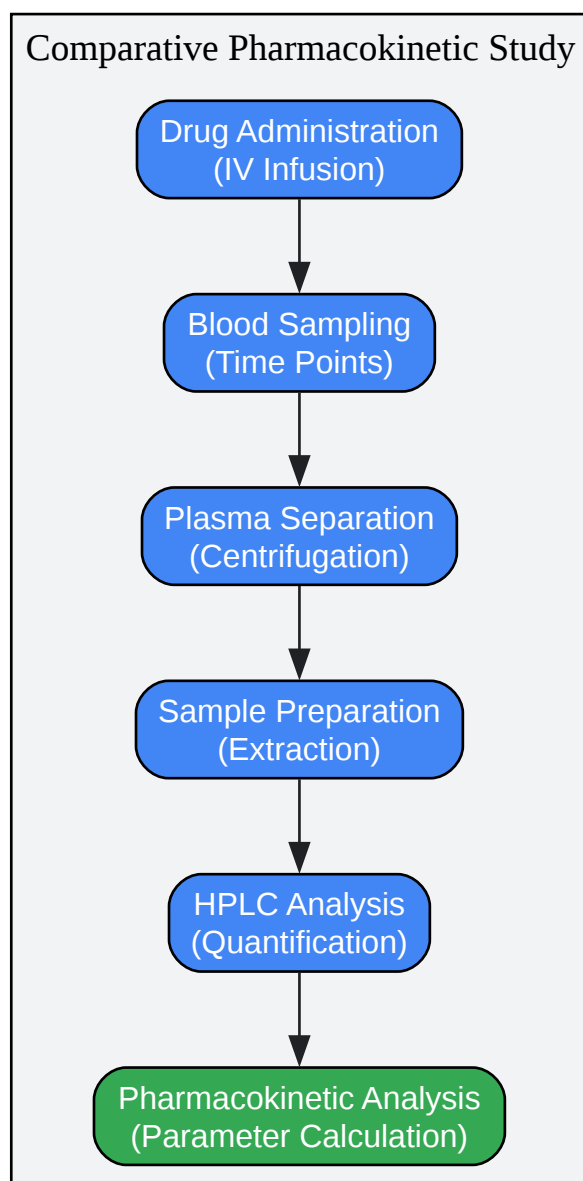 Comparative Pharmacokinetic Study
Drug Administration
(IV Infusion)
Blood Sampling
(Time Points)
Plasma Separation
(Centrifugation)
Sample Preparation
(Extraction)
HPLC Analysis
(Quantification)
Pharmacokinetic Analysis
(Parameter Calculation)